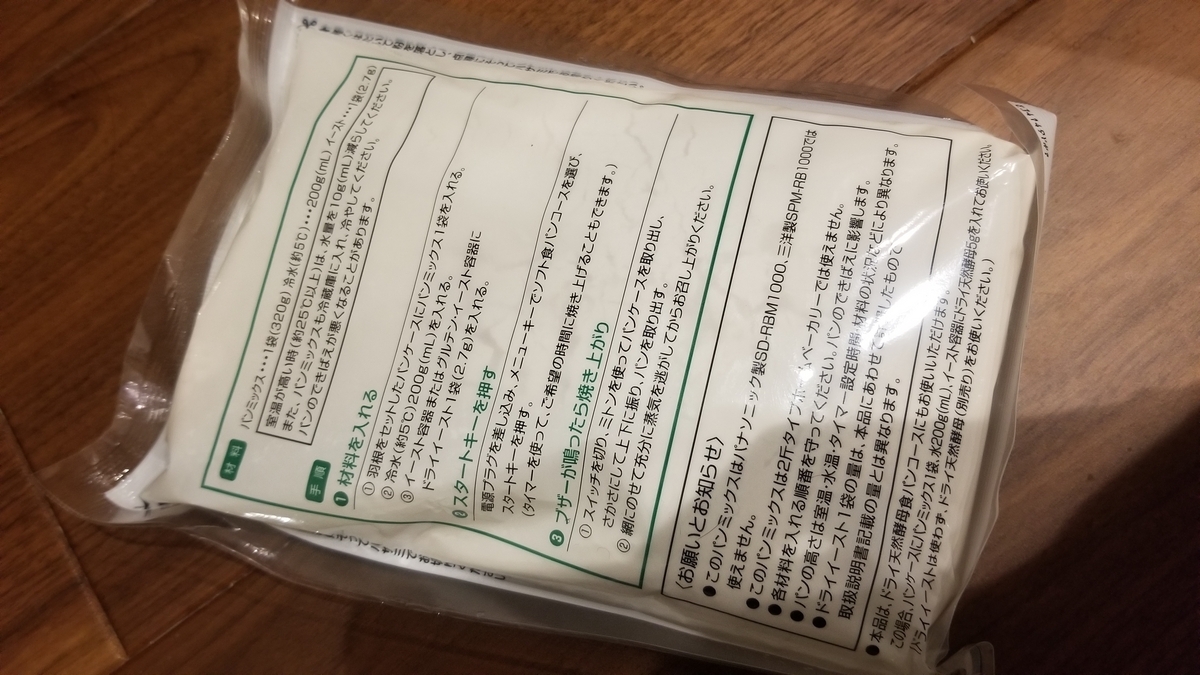 材料
パンミックス…1袋(320g) 冷水(約5℃)…200g(mL) イースト…1袋(2.7g)
室温が高い時(約25℃以上)は、水量を10g(mL)減らしてください。
また、パンミックスも冷蔵庫に入れ、冷やしてください。
パンのできばえが悪くなることがあります。
手順
❶材料を入れる
①羽根をセットしたパンケースにパンミックス1袋を入れる。
②冷水(約5℃)200g(mL)を入れる。
③イースト容器またはグルテン・イースト容器に
ドライイースト1袋(2.7g)を入れる。
スタートキーを押す
電源プラグを差し込み、メニューキーでソフト食パンコースを選び、
スタートキーを押す。
(タイマーを使って、ご希望の時間に焼き上げることもできます。)
❸ブザーが鳴ったら焼き上がり
①スイッチを切り、ミトンを使ってパンケースを取り出し、
さかさにして上下に振り、パンを取り出す。
②網にのせて充分に蒸気を逃がしてからお召し上がりください。
〈お願いとお知らせ〉
●このパンミックスはパナソニック製SD-RBM1000、三洋製SPM-RB1000では
使えません。
●このパンミックスは2斤タイプホームベーカリーでは使えません。
●各材料を入れる順番を守ってください。パンのできばえに影響します。
●パンの高さは室温・水温・タイマー設定時間・材料の状況などにより異なります。
●ドライイースト1袋の量は、本品にあわせて したもので
取扱説明書記載の量とは異なります。
●本品は、ドライ天然酵母食パンコースにもお使いいただけます。
この場合、パンケースにパンミックス1袋、水200g(mL)、イースト容器にドライ天然酵母5gを入れてお使いください。
(ドライイーストは使わず、ドライ天然酵母(別売り)をお使いください。)